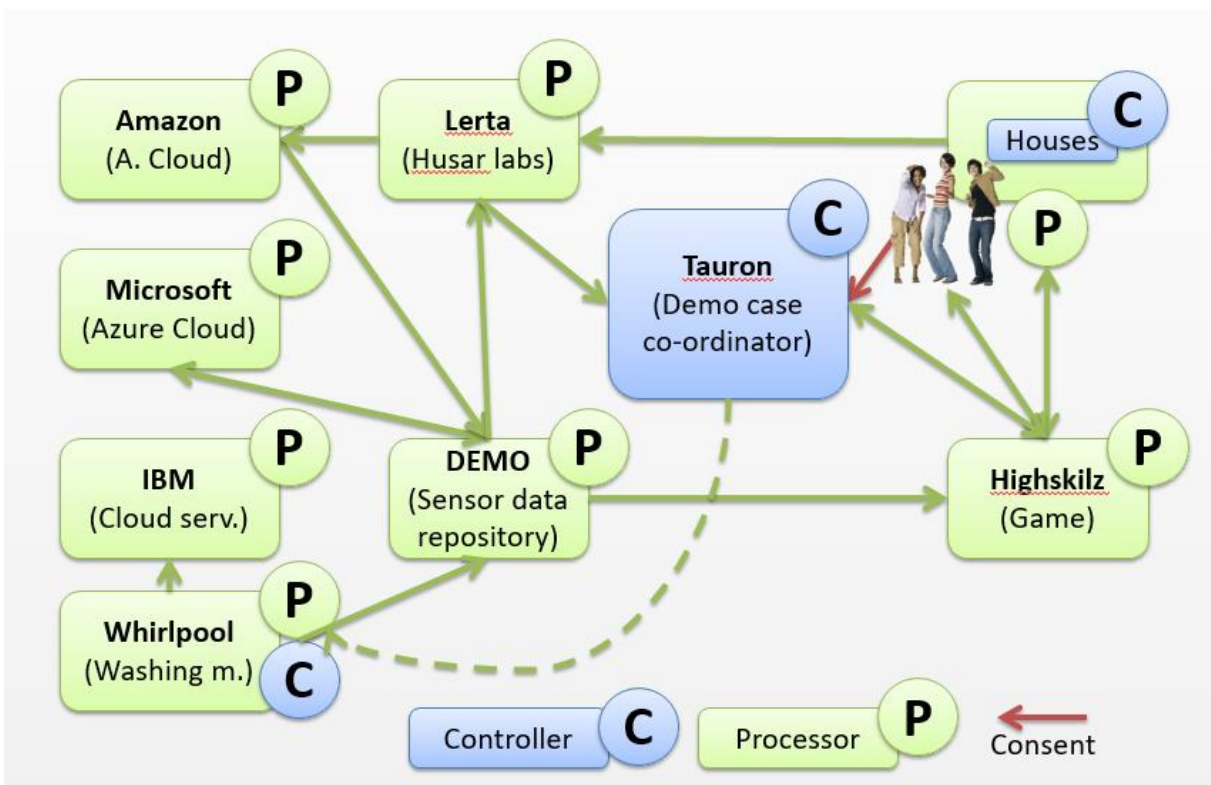 P
Amazon
(A. Cloud)
P
Lerta
(Husar labs)
C
Houses
P
P
Microsoft
(Azure Cloud)
C
Tauron
(Demo case
co-ordinator)
P
IBM
(Cloud serv.)
P
DEMO
(Sensor data
repository)
P
Highskilz
(Game)
P
Whirlpool
(Washing m.)
C
Controller
C
Processor
P
Consent